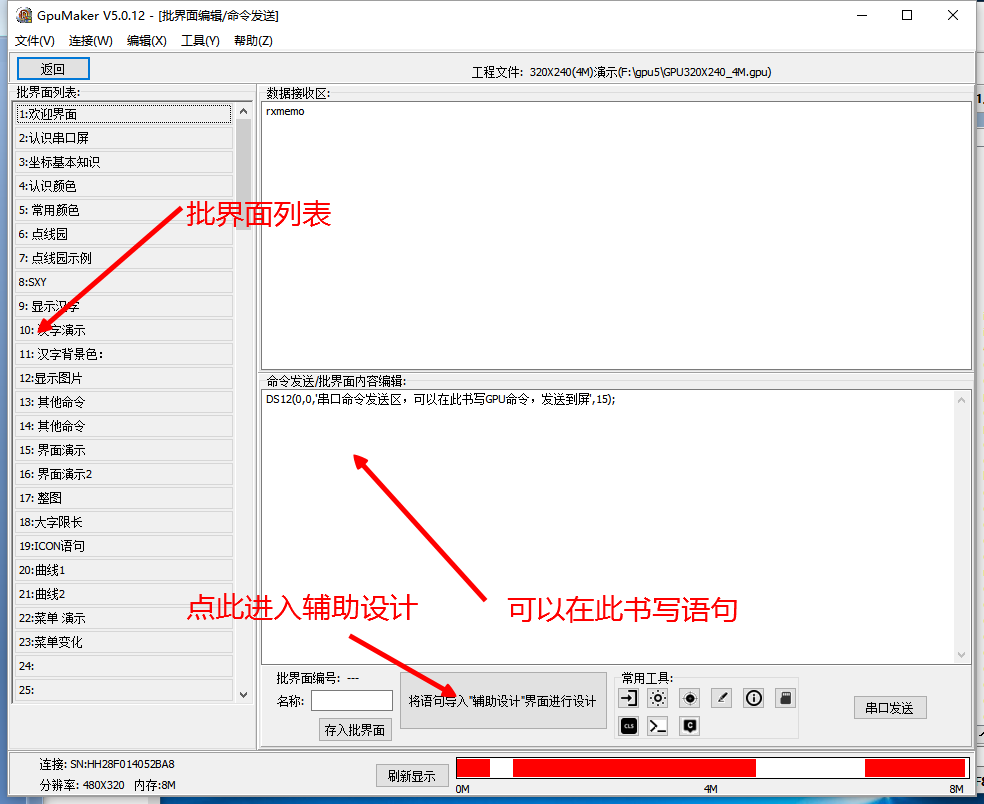 GpuMaker V5.0.12 - [批界面编辑/命令发送]
文件(V) 连接(W) 编辑(X) 工具(Y) 帮助(Z)
返回
工程文件: 320X240(4M)演示(F:\gpu5\GPU320X240_4M.gpu)
批界面列表:
1:欢迎界面
2:认识串口屏
3:坐标基本知识
4:认识颜色
5: 常用颜色
6: 点线园
7: 点线园示例
8:SXY
9: 显示汉字
10: 汉字演示
11: 汉字背景色:
12:显示图片
13: 其他命令
14: 其他命令
15: 界面演示
16: 界面演示2
17: 整图
18:大字限长
19:ICON语句
20:曲线1
21:曲线2
22:菜单 演示
23:菜单变化
24:
25:
批界面列表
数据接收区:
rxmemo
命令发送/批界面内容编辑:
DS12(0,0,'串口命令发送区，可以在此书写GPU命令，发送到屏',15);
点此进入辅助设计
可以在此书写语句
批界面编号: ---
名称:
存入批界面
将语句导入"辅助设计"界面进行设计
常用工具:
CLS
C
串口发送
连接: SN:HH28F014052BA8
分辨率: 480X320 内存:8M
刷新显示
0M 4M 8M